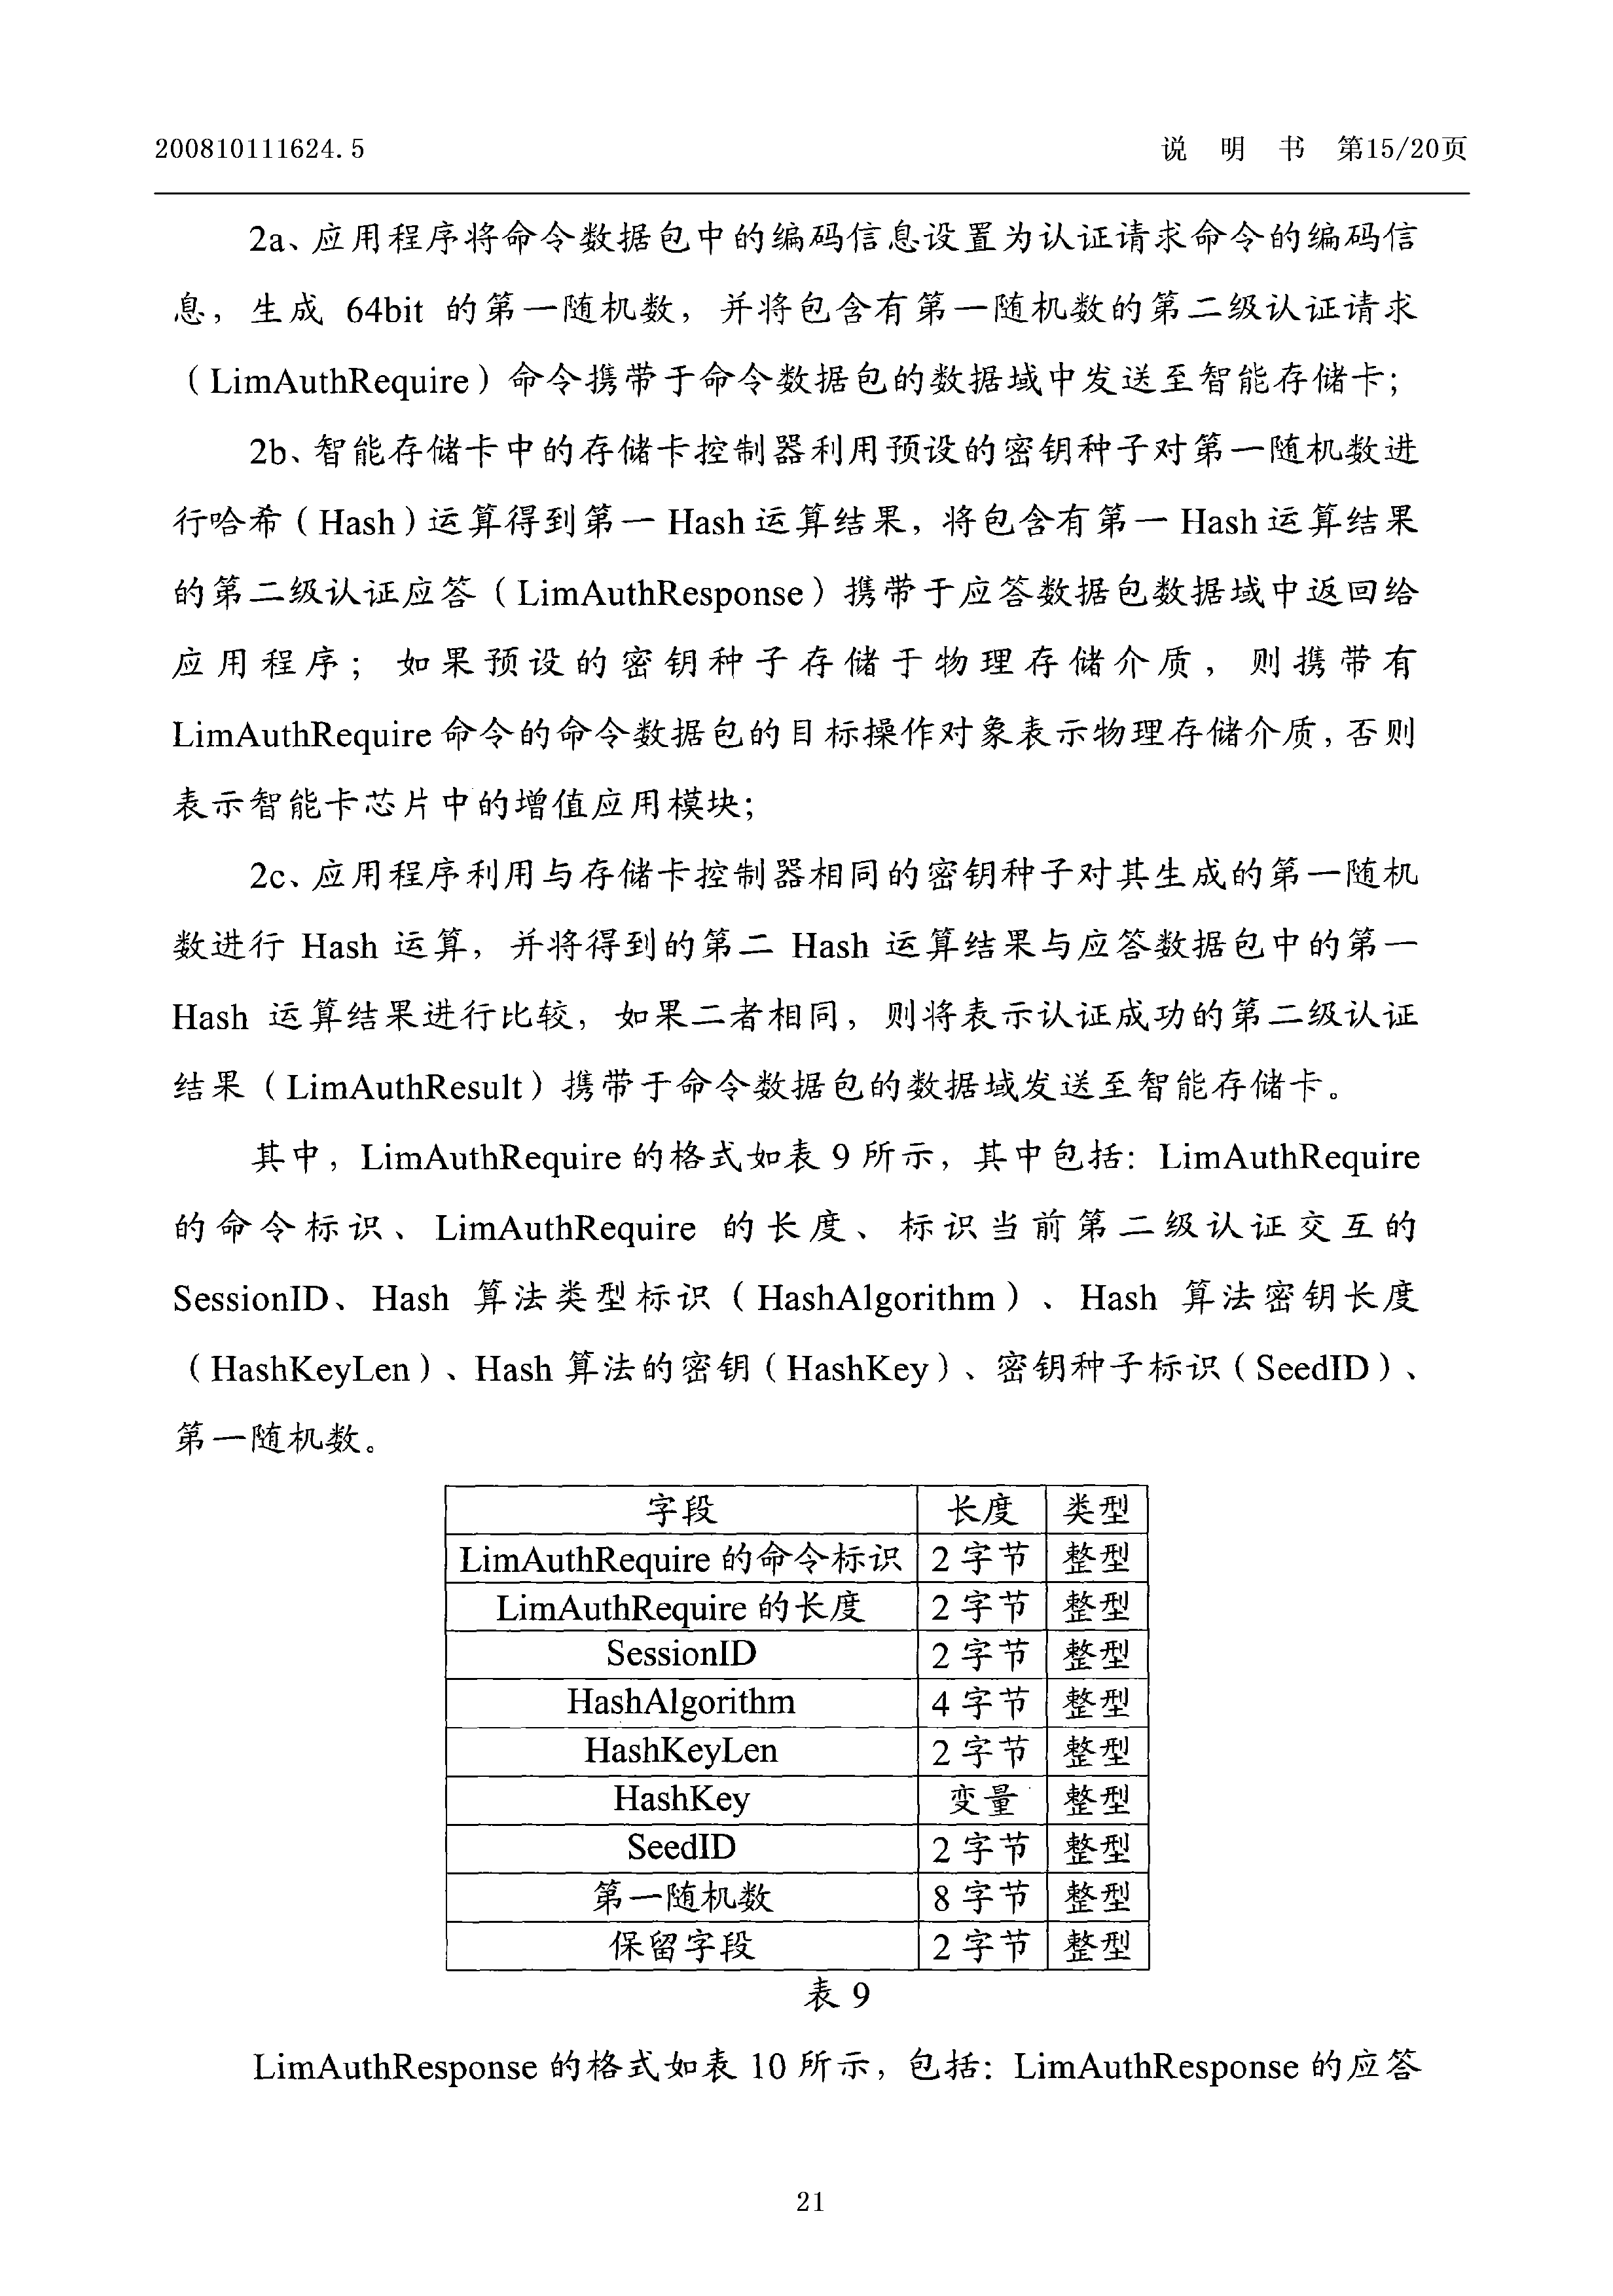 200810111624.5 说 明 书 第15/20页
2a、应用程序将命令数据包中的编码信息设置为认证请求命令的编码信
息，生成 64bit 的第一随机数，并将包含有第一随机数的第二级认证请求
（LimAuthRequire）命令携带于命令数据包的数据域中发送至智能存储卡；
2b、智能存储卡中的存储卡控制器利用预设的密钥种子对第一随机数进
行哈希（Hash）运算得到第一 Hash 运算结果，将包含有第一 Hash 运算结果
的第二级认证应答（LimAuthResponse）携带于应答数据包数据域中返回给
应用程序；如果预设的密钥种子存储于物理存储介质，则携带有
LimAuthRequire 命令的命令数据包的目标操作对象表示物理存储介质，否则
表示智能卡芯片中的增值应用模块；
2c、应用程序利用与存储卡控制器相同的密钥种子对其生成的第一随机
数进行 Hash 运算，并将得到的第二 Hash 运算结果与应答数据包中的第一
Hash 运算结果进行比较，如果二者相同，则将表示认证成功的第二级认证
结果（LimAuthResult）携带于命令数据包的数据域发送至智能存储卡。
其中，LimAuthRequire 的格式如表 9 所示，其中包括：LimAuthRequire
的命令标识、LimAuthRequire 的长度、标识当前第二级认证交互的
SessionID、Hash 算法类型标识（HashAlgorithm）、Hash 算法密钥长度
（HashKeyLen）、Hash 算法的密钥（HashKey）、密钥种子标识（SeedID）、
第一随机数。
字段 长度 类型
LimAuthRequire 的命令标识 2 字节 整型
LimAuthRequire 的长度 2 字节 整型
SessionID 2 字节 整型
HashAlgorithm 4 字节 整型
HashKeyLen 2 字节 整型
HashKey 变量 整型
SeedID 2 字节 整型
第一随机数 8 字节 整型
保留字段 2 字节 整型
表 9
LimAuthResponse 的格式如表 10 所示，包括：LimAuthResponse 的应答
21